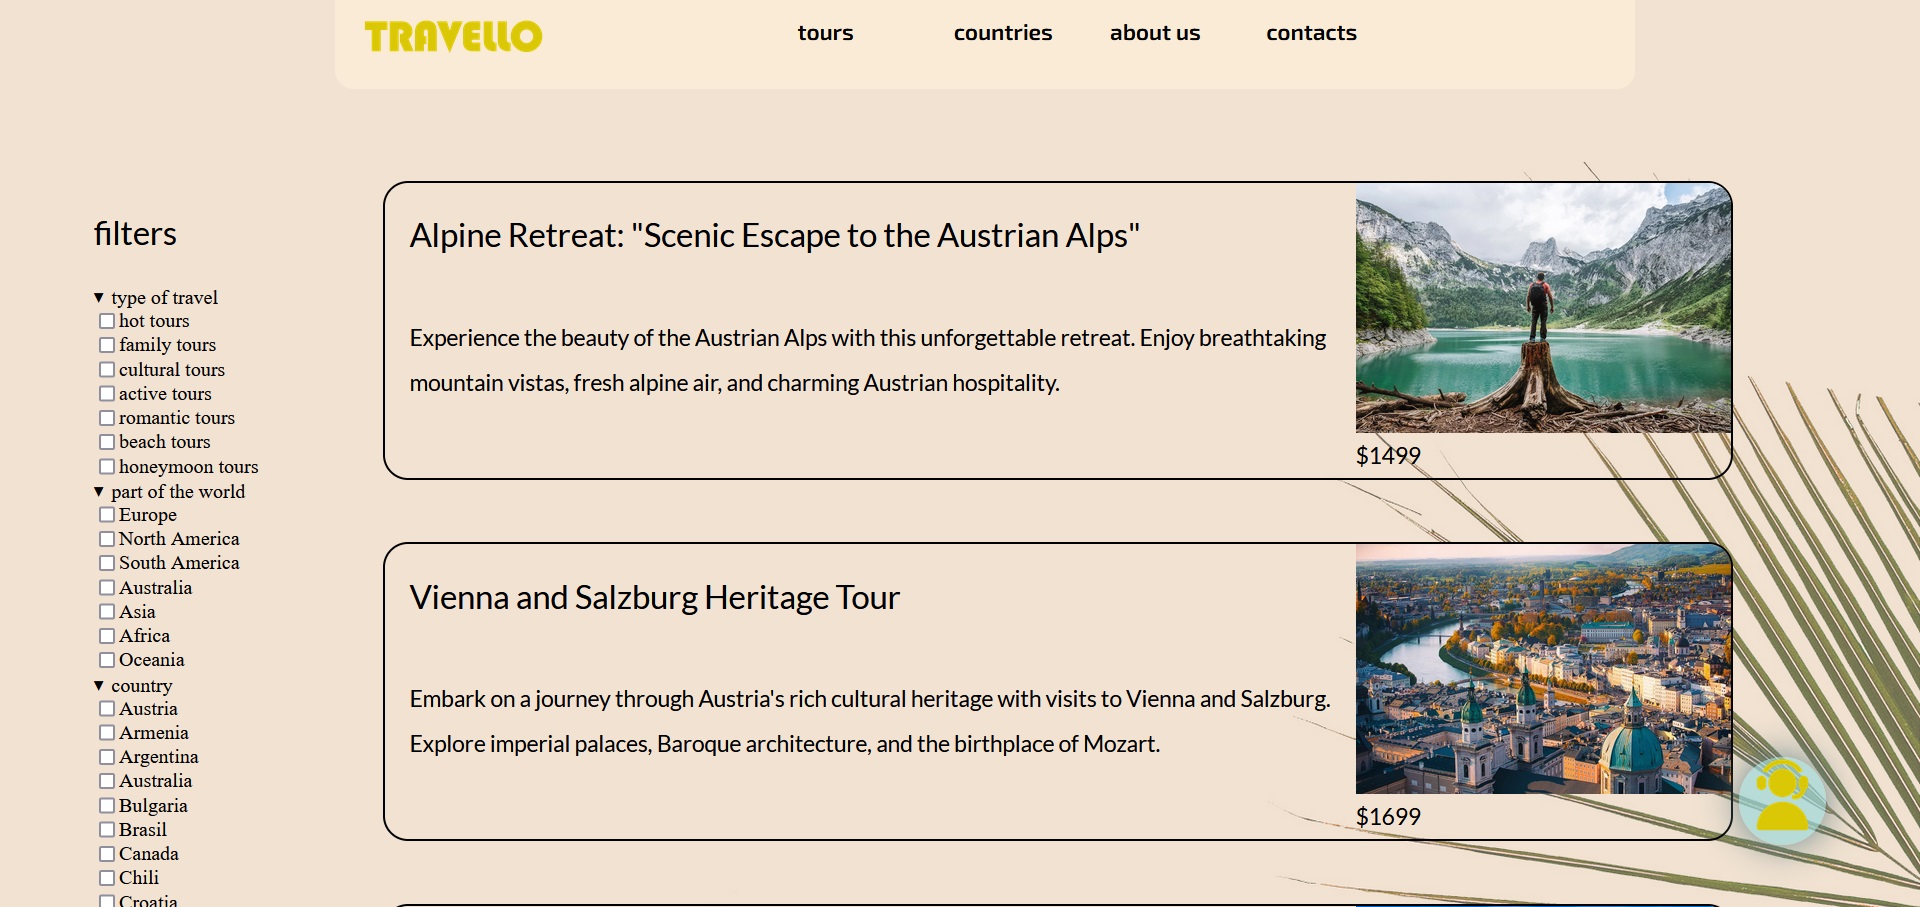 TRAVELLO
tours
countries
about us
contacts
filters
▼ type of travel
hot tours
family tours
cultural tours
active tours
romantic tours
beach tours
honeymoon tours
▼ part of the world
Europe
North America
South America
Australia
Asia
Africa
Oceania
▼ country
Austria
Armenia
Argentina
Australia
Bulgaria
Brasil
Canada
Chili
Croatia
Alpine Retreat: "Scenic Escape to the Austrian Alps"
Experience the beauty of the Austrian Alps with this unforgettable retreat. Enjoy breathtaking
mountain vistas, fresh alpine air, and charming Austrian hospitality.
$1499
Vienna and Salzburg Heritage Tour
Embark on a journey through Austria's rich cultural heritage with visits to Vienna and Salzburg.
Explore imperial palaces, Baroque architecture, and the birthplace of Mozart.
$1699